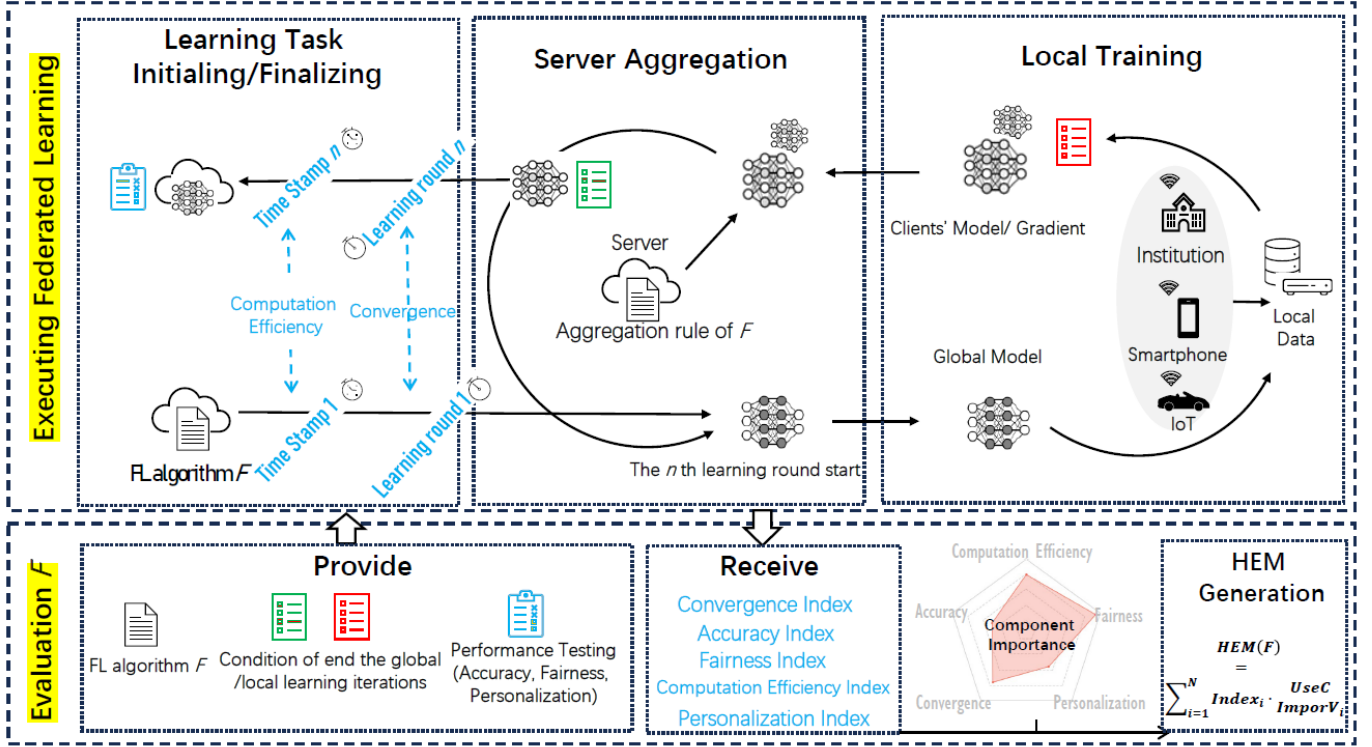 Executing Federated Learning
Learning Task
Initialing/Finalizing
Time Stamp n
Learning round n
Computation
Efficiency
Convergence
FL algorithm F
Time Stamp 1
Learning round 1
Server Aggregation
Server
Aggregation rule of F
The n th learning round start
Local Training
Clients' Model/ Gradient
Institution
Smartphone
IoT
Local
Data
Global Model
Evaluation F
Provide
FL algorithm F
Condition of end the global
/local learning iterations
Performance Testing
(Accuracy, Fairness,
Personalization)
Receive
Convergence Index
Accuracy Index
Fairness Index
Computation Efficiency Index
Personalization Index
Computation Efficiency
Accuracy
Fairness
Component
Importance
Convergence
Personalization
HEM
Generation
HEM(F)
=
∑ᵢ₌₁ᴺ Indexᵢ · UseC
ImporVᵢ